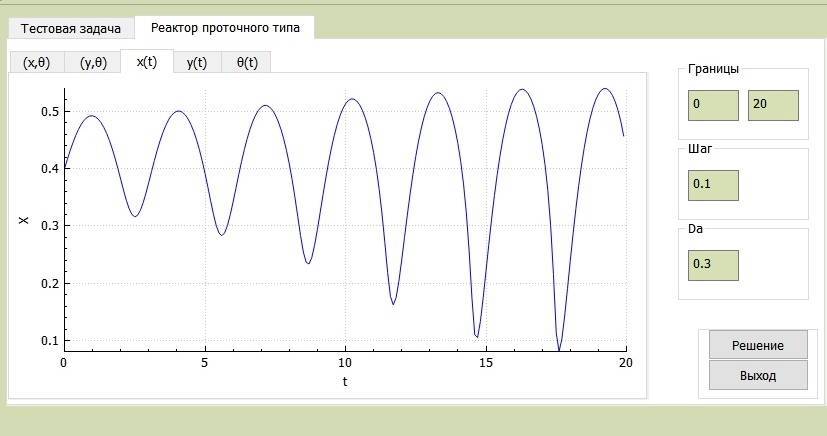 Тестовая задача Реактор проточного типа
(x,θ) (y,θ) x(t) y(t) θ(t)
Границы
0 20
Шаг
0.1
Da
0.3
Решение
Выход
0.5
0.4
0.3
0.2
0.1
X
0 5 10 15 20
t